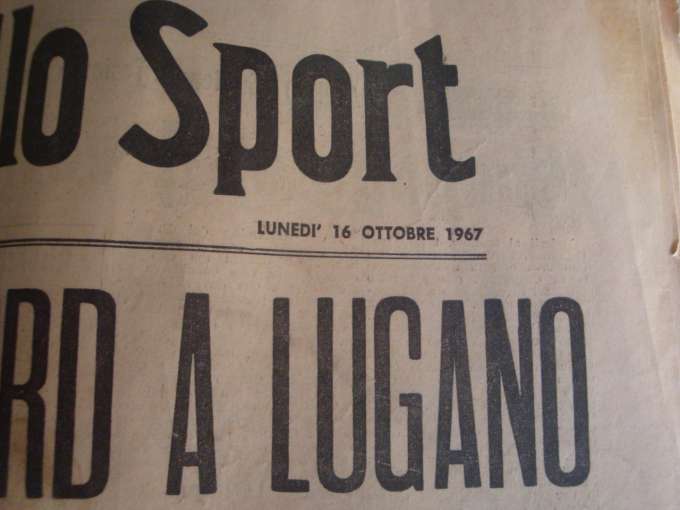 llo Sport
LUNEDI' 16 OTTOBRE 1967
RD A LUGANO